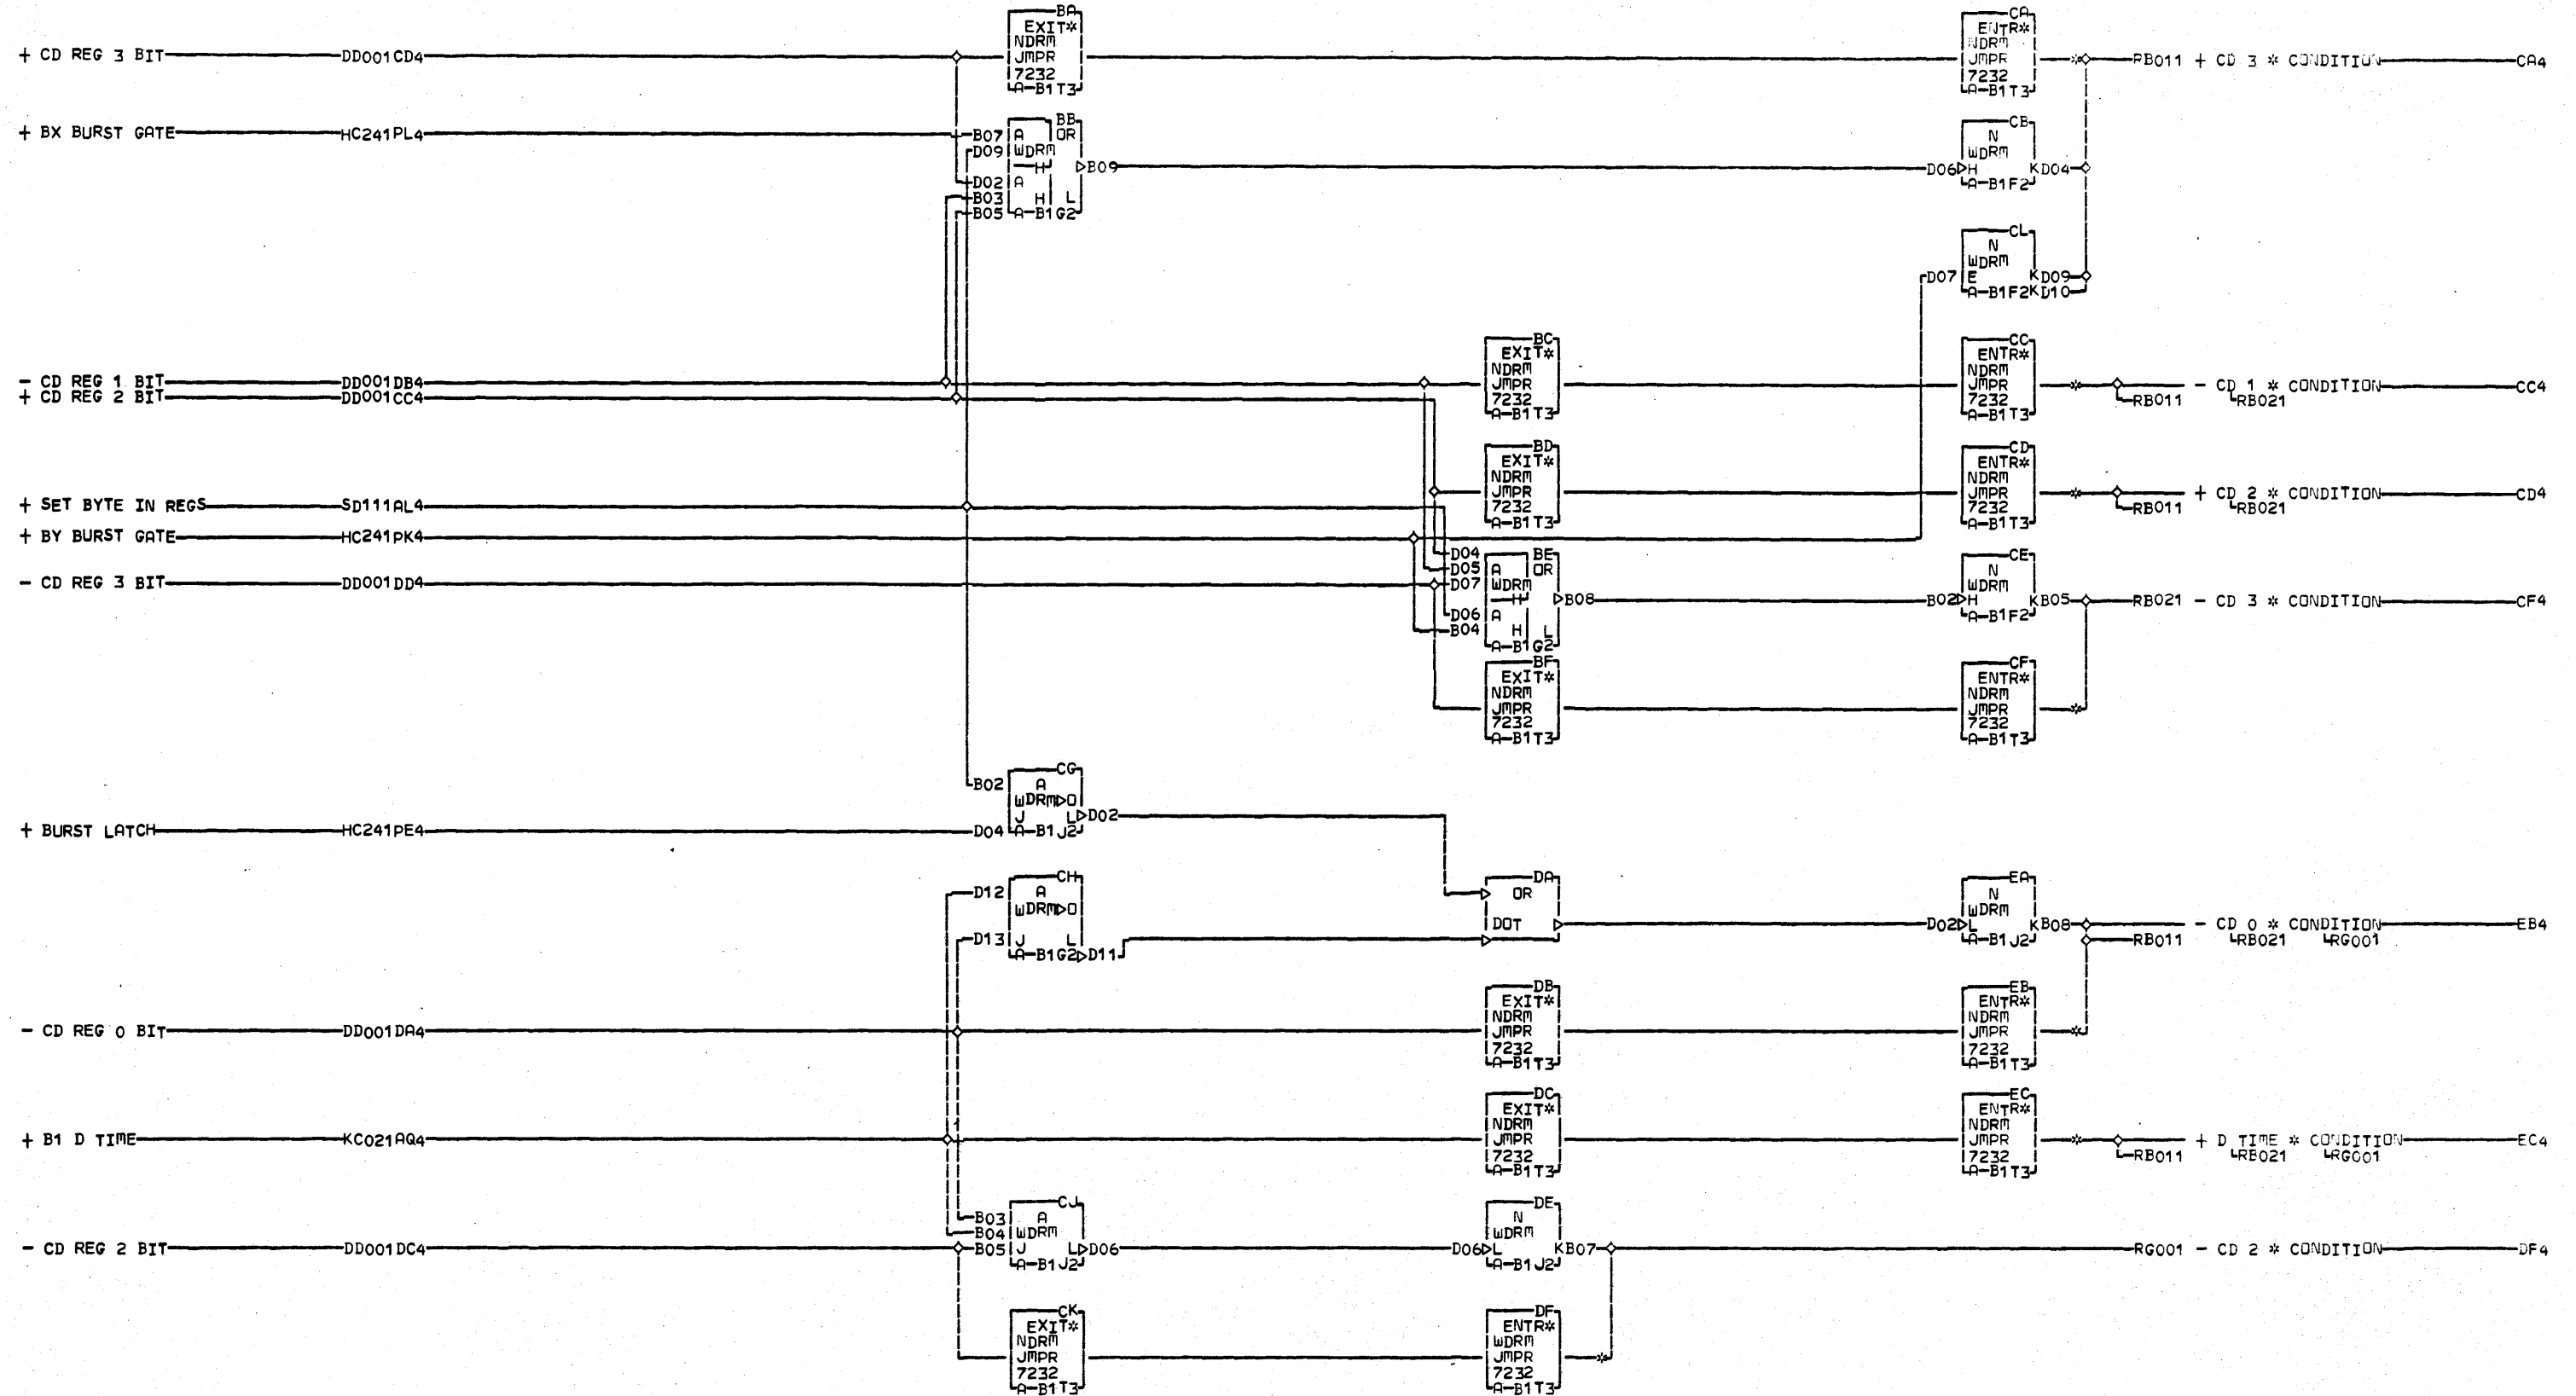 BA
EXIT*
+ CD REG 3 BIT DD001CD4 NDRM
JMPR
7232
A-B1T3
CA
ENTR*
NDRM
JMPR * RB011 + CD 3 * CONDITION CA4
7232
A-B1T3
BB
+ BX BURST GATE HC241PL4 B07 A OR
D09 WDRM
H B09
D02 A
B03 H L
B05 A-B1G2
CB
N
WDRM
D06 H K D04
A-B1F2
CL
N
WDRM
D07 E K D09
A-B1F2 K D10
BC
EXIT*
NDRM
- CD REG 1 BIT DD001DB4 JMPR
+ CD REG 2 BIT DD001CC4 7232
A-B1T3
CC
ENTR*
NDRM
JMPR * - CD 1 * CONDITION CC4
7232 RB011 RB021
A-B1T3
BD
EXIT*
NDRM
JMPR
7232
A-B1T3
CD
ENTR*
NDRM
JMPR * + CD 2 * CONDITION CD4
7232 RB011 RB021
A-B1T3
+ SET BYTE IN REGS SD111AL4
+ BY BURST GATE HC241PK4
- CD REG 3 BIT DD001DD4
D04 BE
D05 A OR
D07 WDRM
H B08
D06 A
B04 H L
A-B1G2
CE
N
WDRM
B02 H K B05 RB021 - CD 3 * CONDITION CF4
A-B1F2
BF
EXIT*
NDRM
JMPR
7232
A-B1T3
CF
ENTR*
NDRM
JMPR *
7232
A-B1T3
CG
B02 A
WDRM O
J L D02
+ BURST LATCH HC241PE4 D04 A-B1J2
CH
D12 A
WDRM O
D13 J L
A-B1G2 D11
DA
OR
DOT
EA
N
WDRM
D02 L K B08 - CD 0 * CONDITION EB4
A-B1J2 RB011 RB021 RG001
DB
EXIT*
NDRM
- CD REG 0 BIT DD001DA4 JMPR
7232
A-B1T3
EB
ENTR*
NDRM
JMPR *
7232
A-B1T3
DC
EXIT*
NDRM
+ B1 D TIME KC021AQ4 JMPR
7232
A-B1T3
EC
ENTR*
NDRM
JMPR * + D TIME * CONDITION EC4
7232 RB011 RB021 RG001
A-B1T3
CJ
B03 A
B04 WDRM
- CD REG 2 BIT DD001DC4 B05 J L D06
A-B1J2
DE
N
WDRM
D06 L K B07 RG001 - CD 2 * CONDITION DF4
A-B1J2
CK
EXIT*
NDRM
JMPR
7232
A-B1T3
DF
ENTR*
WDRM
JMPR *
7232
A-B1T3